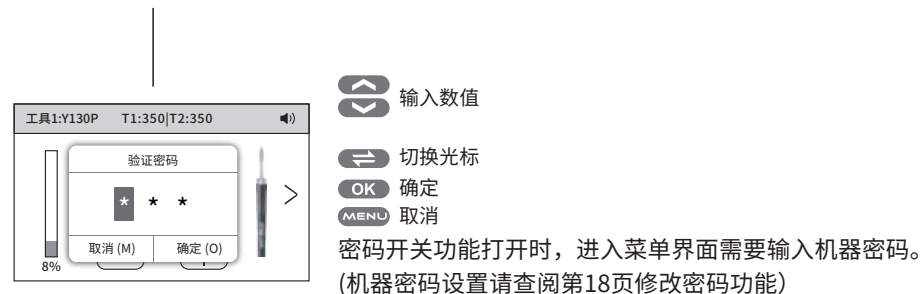 工具1:Y130P T1:350|T2:350
验证密码
* * *
取消 (M) 确定 (O)
8%
输入数值
切换光标
OK 确定
MENU 取消
密码开关功能打开时，进入菜单界面需要输入机器密码。
(机器密码设置请查阅第18页修改密码功能）